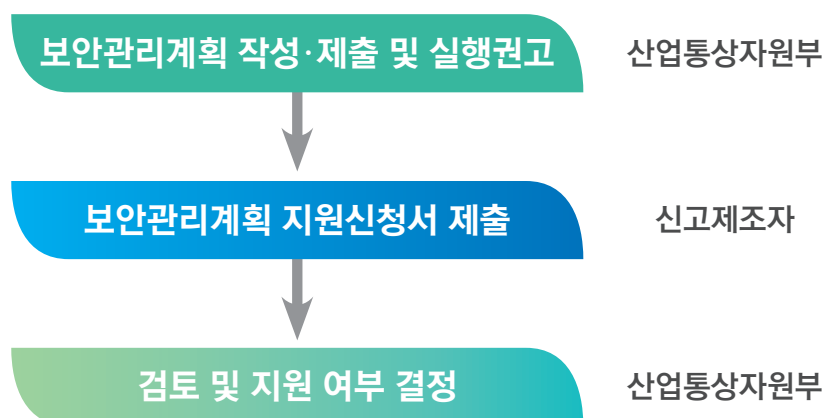 보안관리계획 작성·제출 및 실행권고 산업통상자원부
보안관리계획 지원신청서 제출 신고제조자
검토 및 지원 여부 결정 산업통상자원부